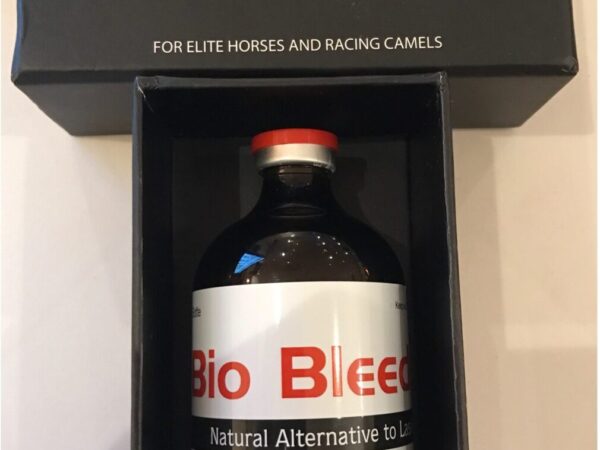 FOR ELITE HORSES AND RACING CAMELS
Bio Bleed
Natural Alternative to